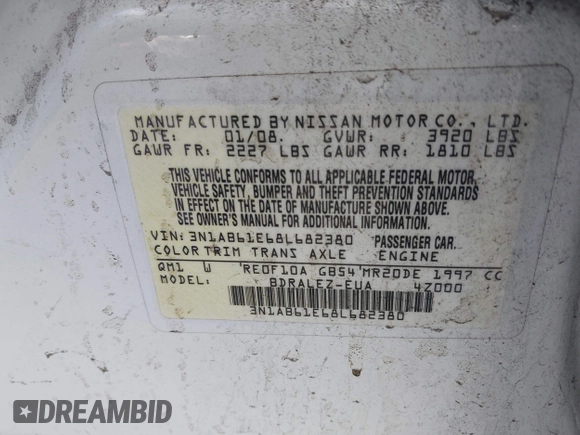 MANUFACTURED BY NISSAN MOTOR CO., LTD.
DATE: 01/08. GVWR: 3920 LBS
GAWR FR: 2227 LBS GAWR RR: 1810 LBS
THIS VEHICLE CONFORMS TO ALL APPLICABLE FEDERAL MOTOR
VEHICLE SAFETY, BUMPER AND THEFT PREVENTION STANDARDS
IN EFFECT ON THE DATE OF MANUFACTURE SHOWN ABOVE.
SEE OWNER'S MANUAL FOR ADDITIONAL INFORMATION.
VIN: 3N1AB61E68L682380 PASSENGER CAR.
COLOR TRIM TRANS AXLE ENGINE
QM1 W RE0F10A GB54 MR20DE 1997 CC
MODEL: BDRALEZ-EUA 4Z000
3N1AB61E68L682380
DREAMBID